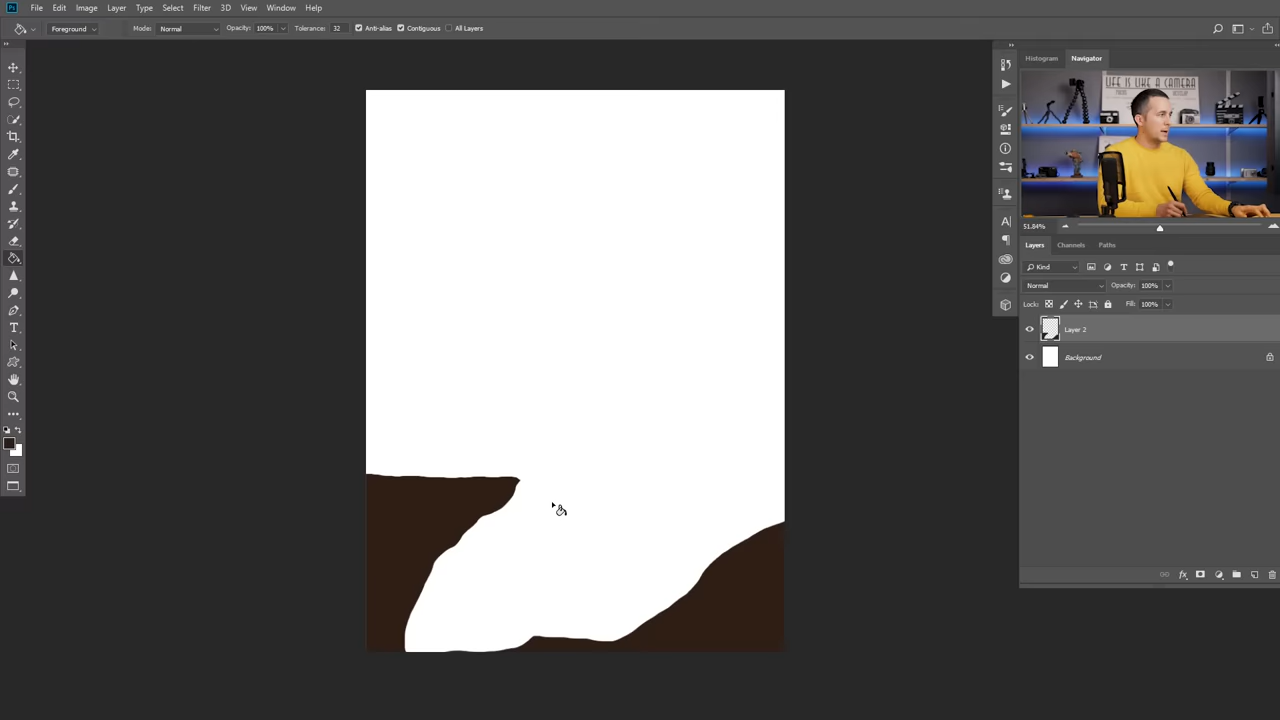 Ps File Edit Image Layer Type Select Filter 3D View Window Help
Foreground Mode: Normal Opacity: 100% Tolerance: 32 Anti-alias Contiguous All Layers
Histogram Navigator
LIFE IS LIKE A CAMERA
51.84%
Layers Channels Paths
Kind
Normal Opacity: 100%
Lock: Fill: 100%
Layer 2
Background